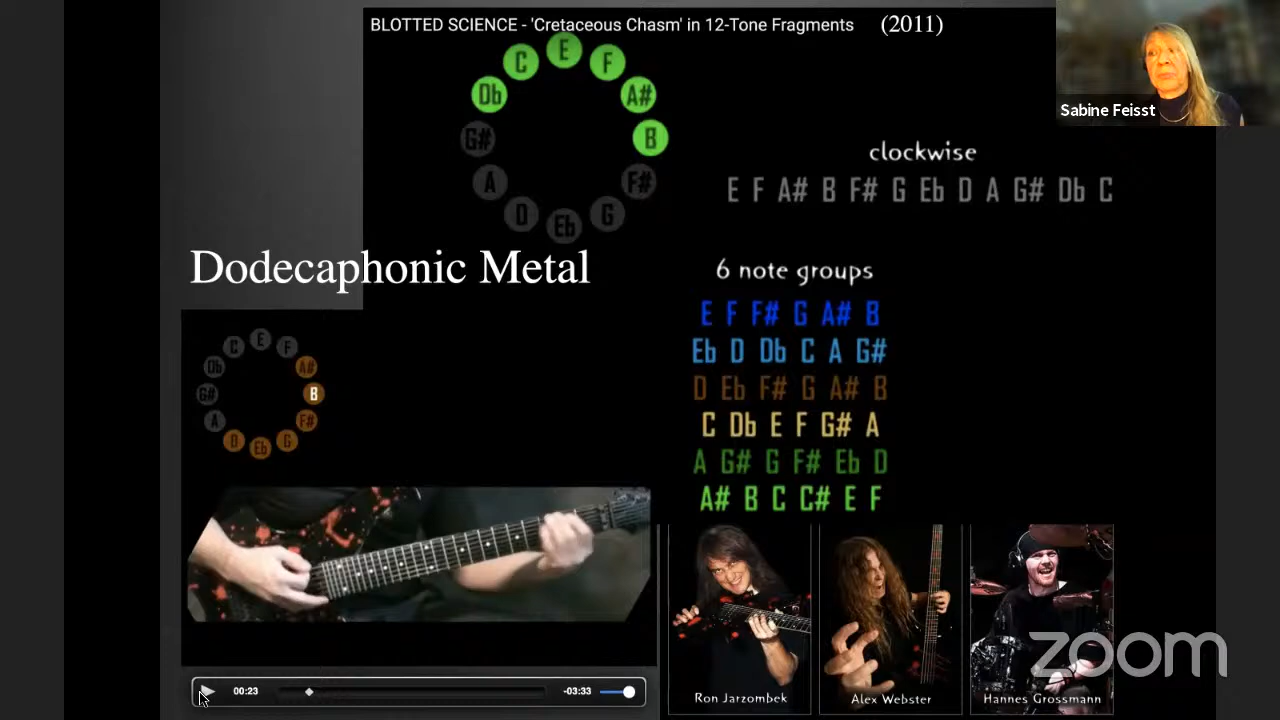 BLOTTED SCIENCE - 'Cretaceous Chasm' in 12-Tone Fragments (2011)
Sabine Feisst
E
C F
Db A#
G# B
A F#
D G
Eb
clockwise
E F A# B F# G Eb D A G# Db C
Dodecaphonic Metal
6 note groups
E F F# G A# B
Eb D Db C A G#
D Eb F# G A# B
C Db E F G# A
A G# G F# Eb D
A# B C C# E F
E
C F
Db A#
G# B
A F#
D G
Eb
Ron Jarzombek
Alex Webster
Hannes Grossmann
zoom
00:23
-03:33